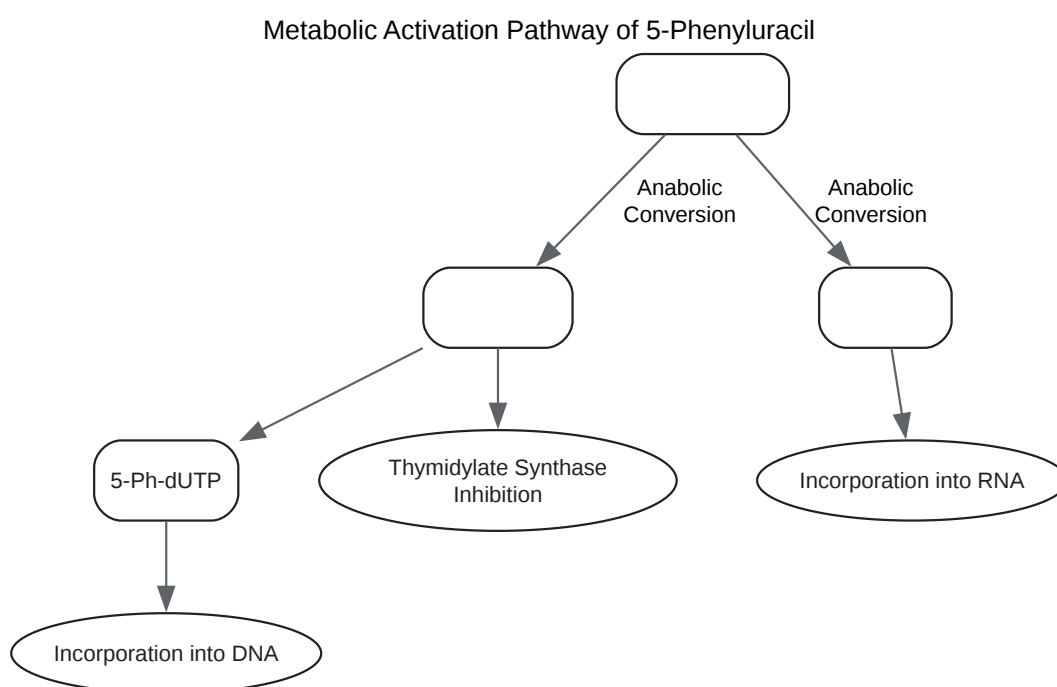 Metabolic Activation Pathway of 5-Phenyluracil
Anabolic
Conversion
Anabolic
Conversion
5-Ph-dUTP
Thymidylate Synthase
Inhibition
Incorporation into RNA
Incorporation into DNA